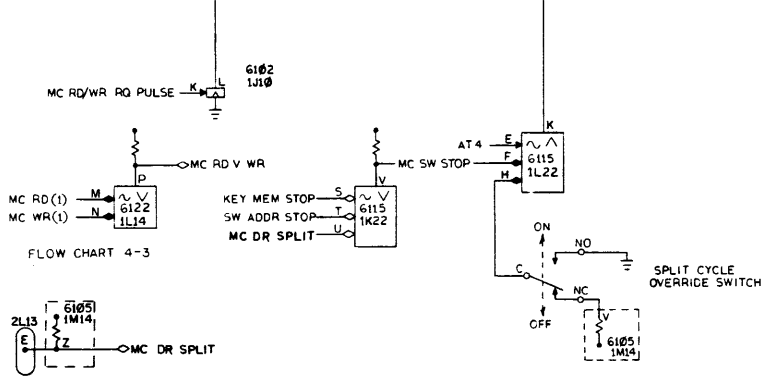 6102
1J10
L
K
MC RD/WR RQ PULSE
K
AT4 E ~ Λ
6115
1L22
MC SW STOP F
H
MC RD V WR
P
MC RD(1) M ~ V
MC WR(1) N 6122
1L14
V
KEY MEM STOP S ~ V
SW ADDR STOP T 6115
MC DR SPLIT U 1K22
FLOW CHART 4-3
ON
NO
C
NC
OFF
SPLIT CYCLE
OVERRIDE SWITCH
V
6105
1M14
6105
1M14
2L13
E
Z
MC DR SPLIT